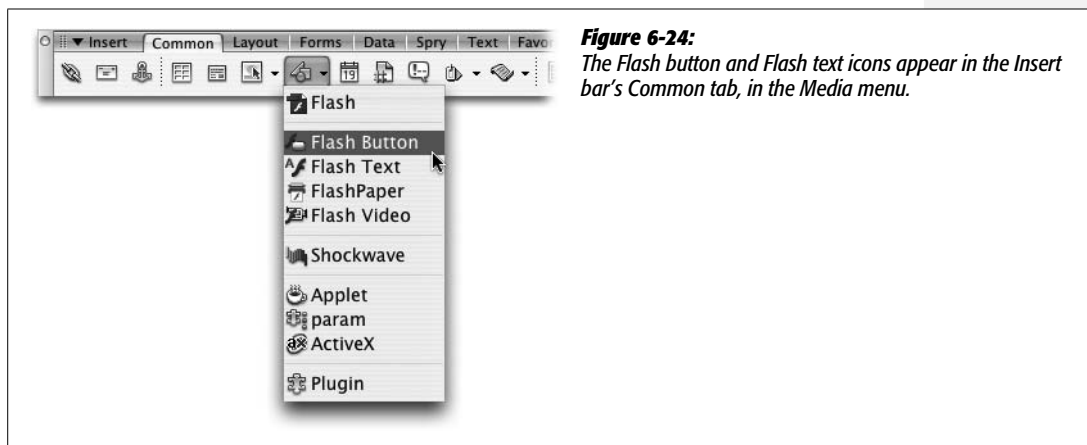 Insert Common Layout Forms Data Spry Text
19
Flash
Flash Button
Flash Text
FlashPaper
Flash Video
Shockwave
Applet
param
ActiveX
Plugin
Figure 6-24:
The Flash button and Flash text icons appear in the Insert
bar's Common tab, in the Media menu.